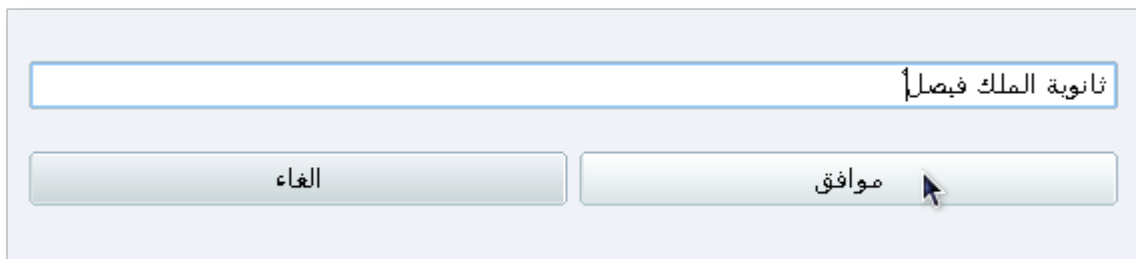 ثانوية الملك فيصل
موافق الغاء